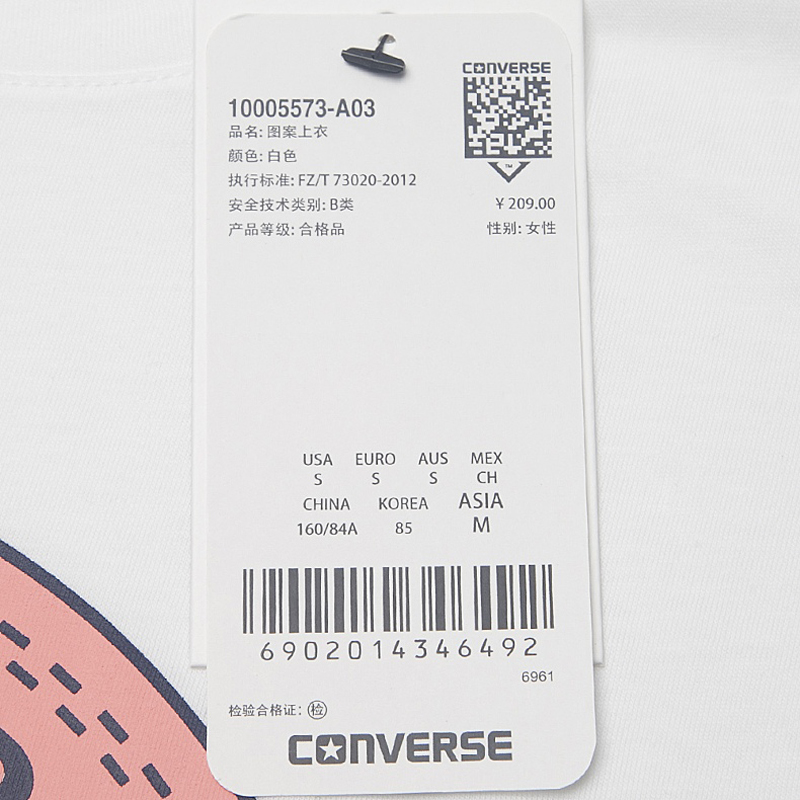 CONVERSE
10005573-A03
品名: 图案上衣
颜色: 白色
执行标准: FZ/T 73020-2012
安全技术类别: B类
¥ 209.00
产品等级: 合格品
性别: 女性
TM
USA EURO AUS MEX
S S S CH
CHINA KOREA ASIA
160/84A 85 M
6902014346492
6961
检验合格证: 检
CONVERSE